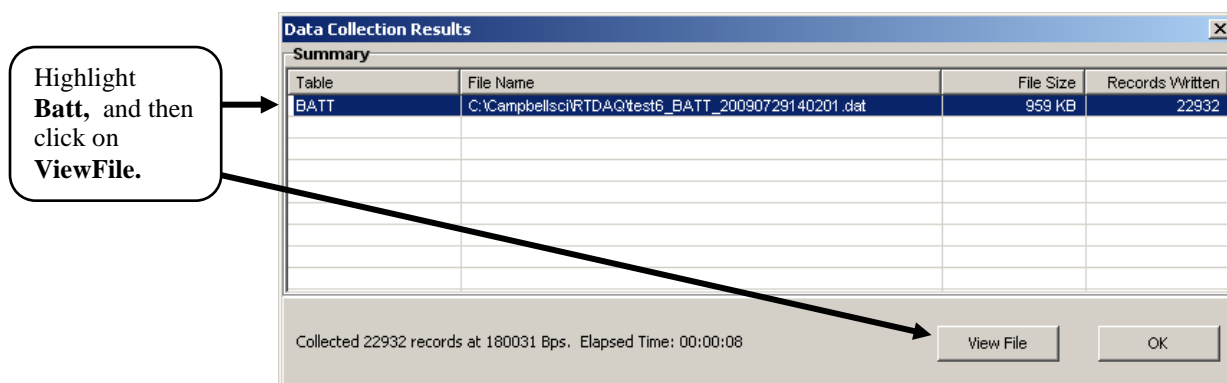 Data Collection Results
Summary
Highlight
Batt, and then
click on
ViewFile.
Table File Name File Size Records Written
BATT C:\Campbellsci\RTDAQ\test6_BATT_20090729140201.dat 959 KB 22932
Collected 22932 records at 180031 Bps. Elapsed Time: 00:00:08
View File
OK